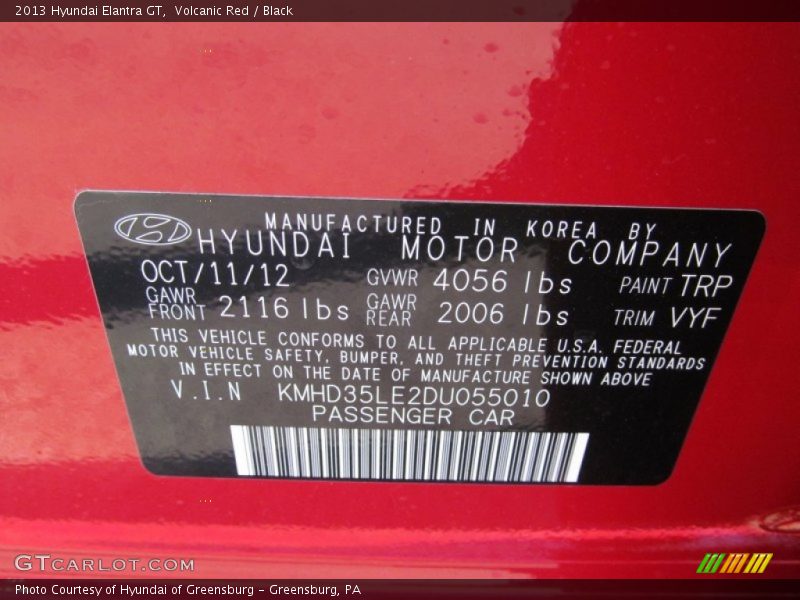 2013 Hyundai Elantra GT, Volcanic Red / Black
MANUFACTURED IN KOREA BY
HYUNDAI MOTOR COMPANY
OCT/11/12 GVWR 4056 lbs PAINT TRP
GAWR FRONT 2116 lbs GAWR REAR 2006 lbs TRIM VYF
THIS VEHICLE CONFORMS TO ALL APPLICABLE U.S.A. FEDERAL
MOTOR VEHICLE SAFETY, BUMPER, AND THEFT PREVENTION STANDARDS
IN EFFECT ON THE DATE OF MANUFACTURE SHOWN ABOVE
V.I.N KMHD35LE2DU055010
PASSENGER CAR
GTCARLOT.COM
Photo Courtesy of Hyundai of Greensburg - Greensburg, PA